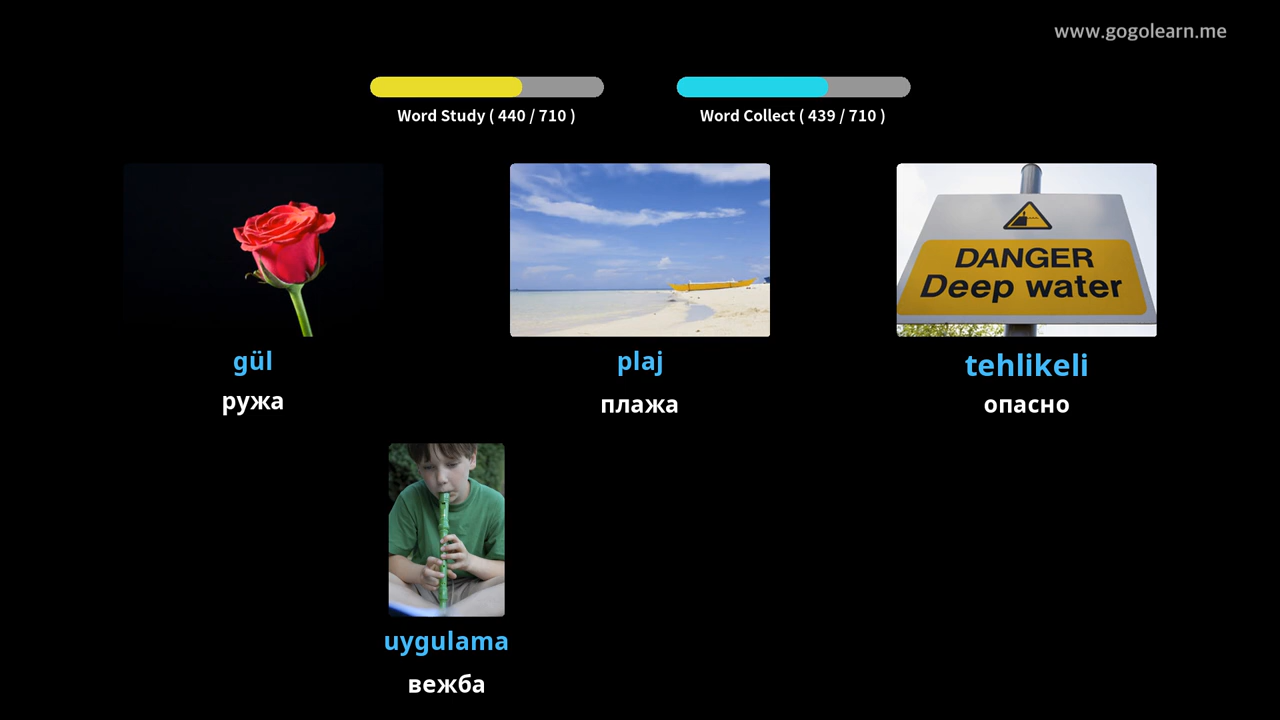 www.gogolearn.me
Word Study ( 440 / 710 )
Word Collect ( 439 / 710 )
DANGER
Deep water
gül
plaj
tehlikeli
ружа
плажа
опасно
uygulama
вежба